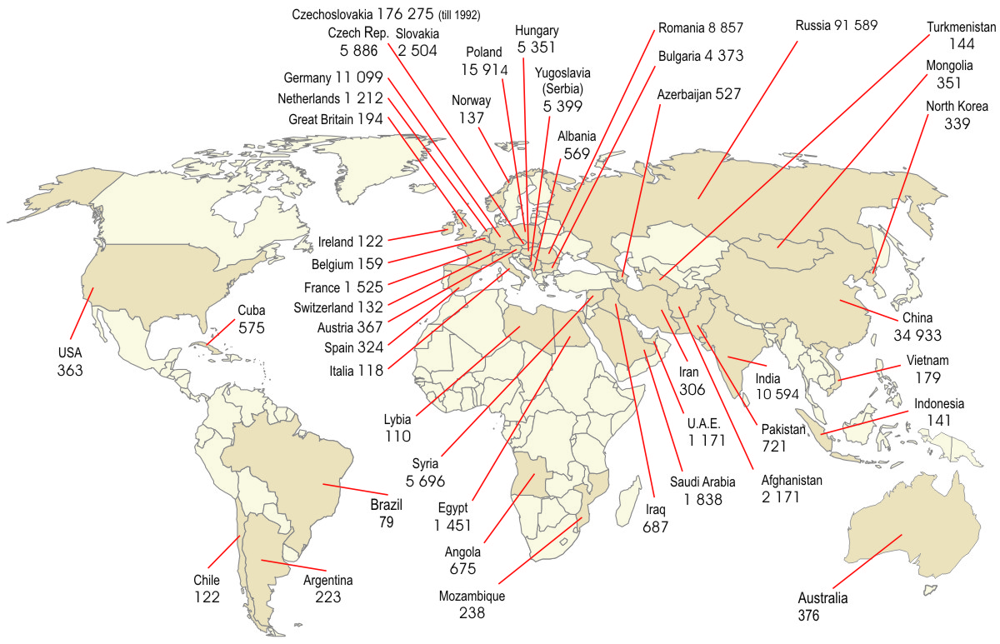 Czechoslovakia 176 275 (till 1992)
Czech Rep. Slovakia
5 886 2 504
Germany 11 099
Netherlands 1 212
Great Britain 194
Norway
137
Poland
15 914
Hungary
5 351
Yugoslavia
(Serbia)
5 399
Albania
569
Romania 8 857
Bulgaria 4 373
Azerbaijan 527
Russia 91 589
Turkmenistan
144
Mongolia
351
North Korea
339
Ireland 122
Belgium 159
France 1 525
Switzerland 132
Austria 367
Spain 324
Italia 118
USA
363
Cuba
575
China
34 933
Vietnam
179
Indonesia
141
India
10 594
Iran
306
U.A.E.
1 171
Pakistan
721
Afghanistan
2 171
Saudi Arabia
1 838
Iraq
687
Lybia
110
Syria
5 696
Egypt
1 451
Angola
675
Mozambique
238
Brazil
79
Chile
122
Argentina
223
Australia
376